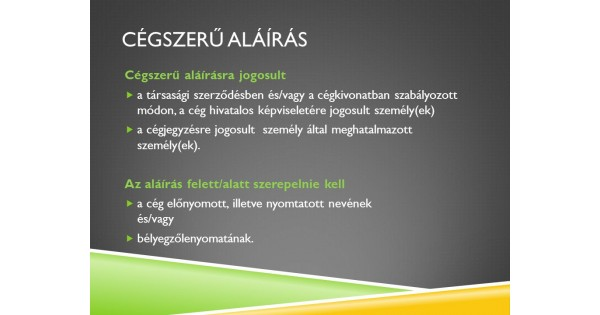 CÉGSZERŰ ALÁÍRÁS
Cégszerű aláírásra jogosult
a társasági szerződésben és/vagy a cégkivonatban szabályozott
módon, a cég hivatalos képviseletére jogosult személy(ek)
a cégjegyzésre jogosult személy által meghatalmazott
személy(ek).
Az aláírás felett/alatt szerepelnie kell
a cég előnyomott, illetve nyomtatott nevének
és/vagy
bélyegzőlenyomatának.